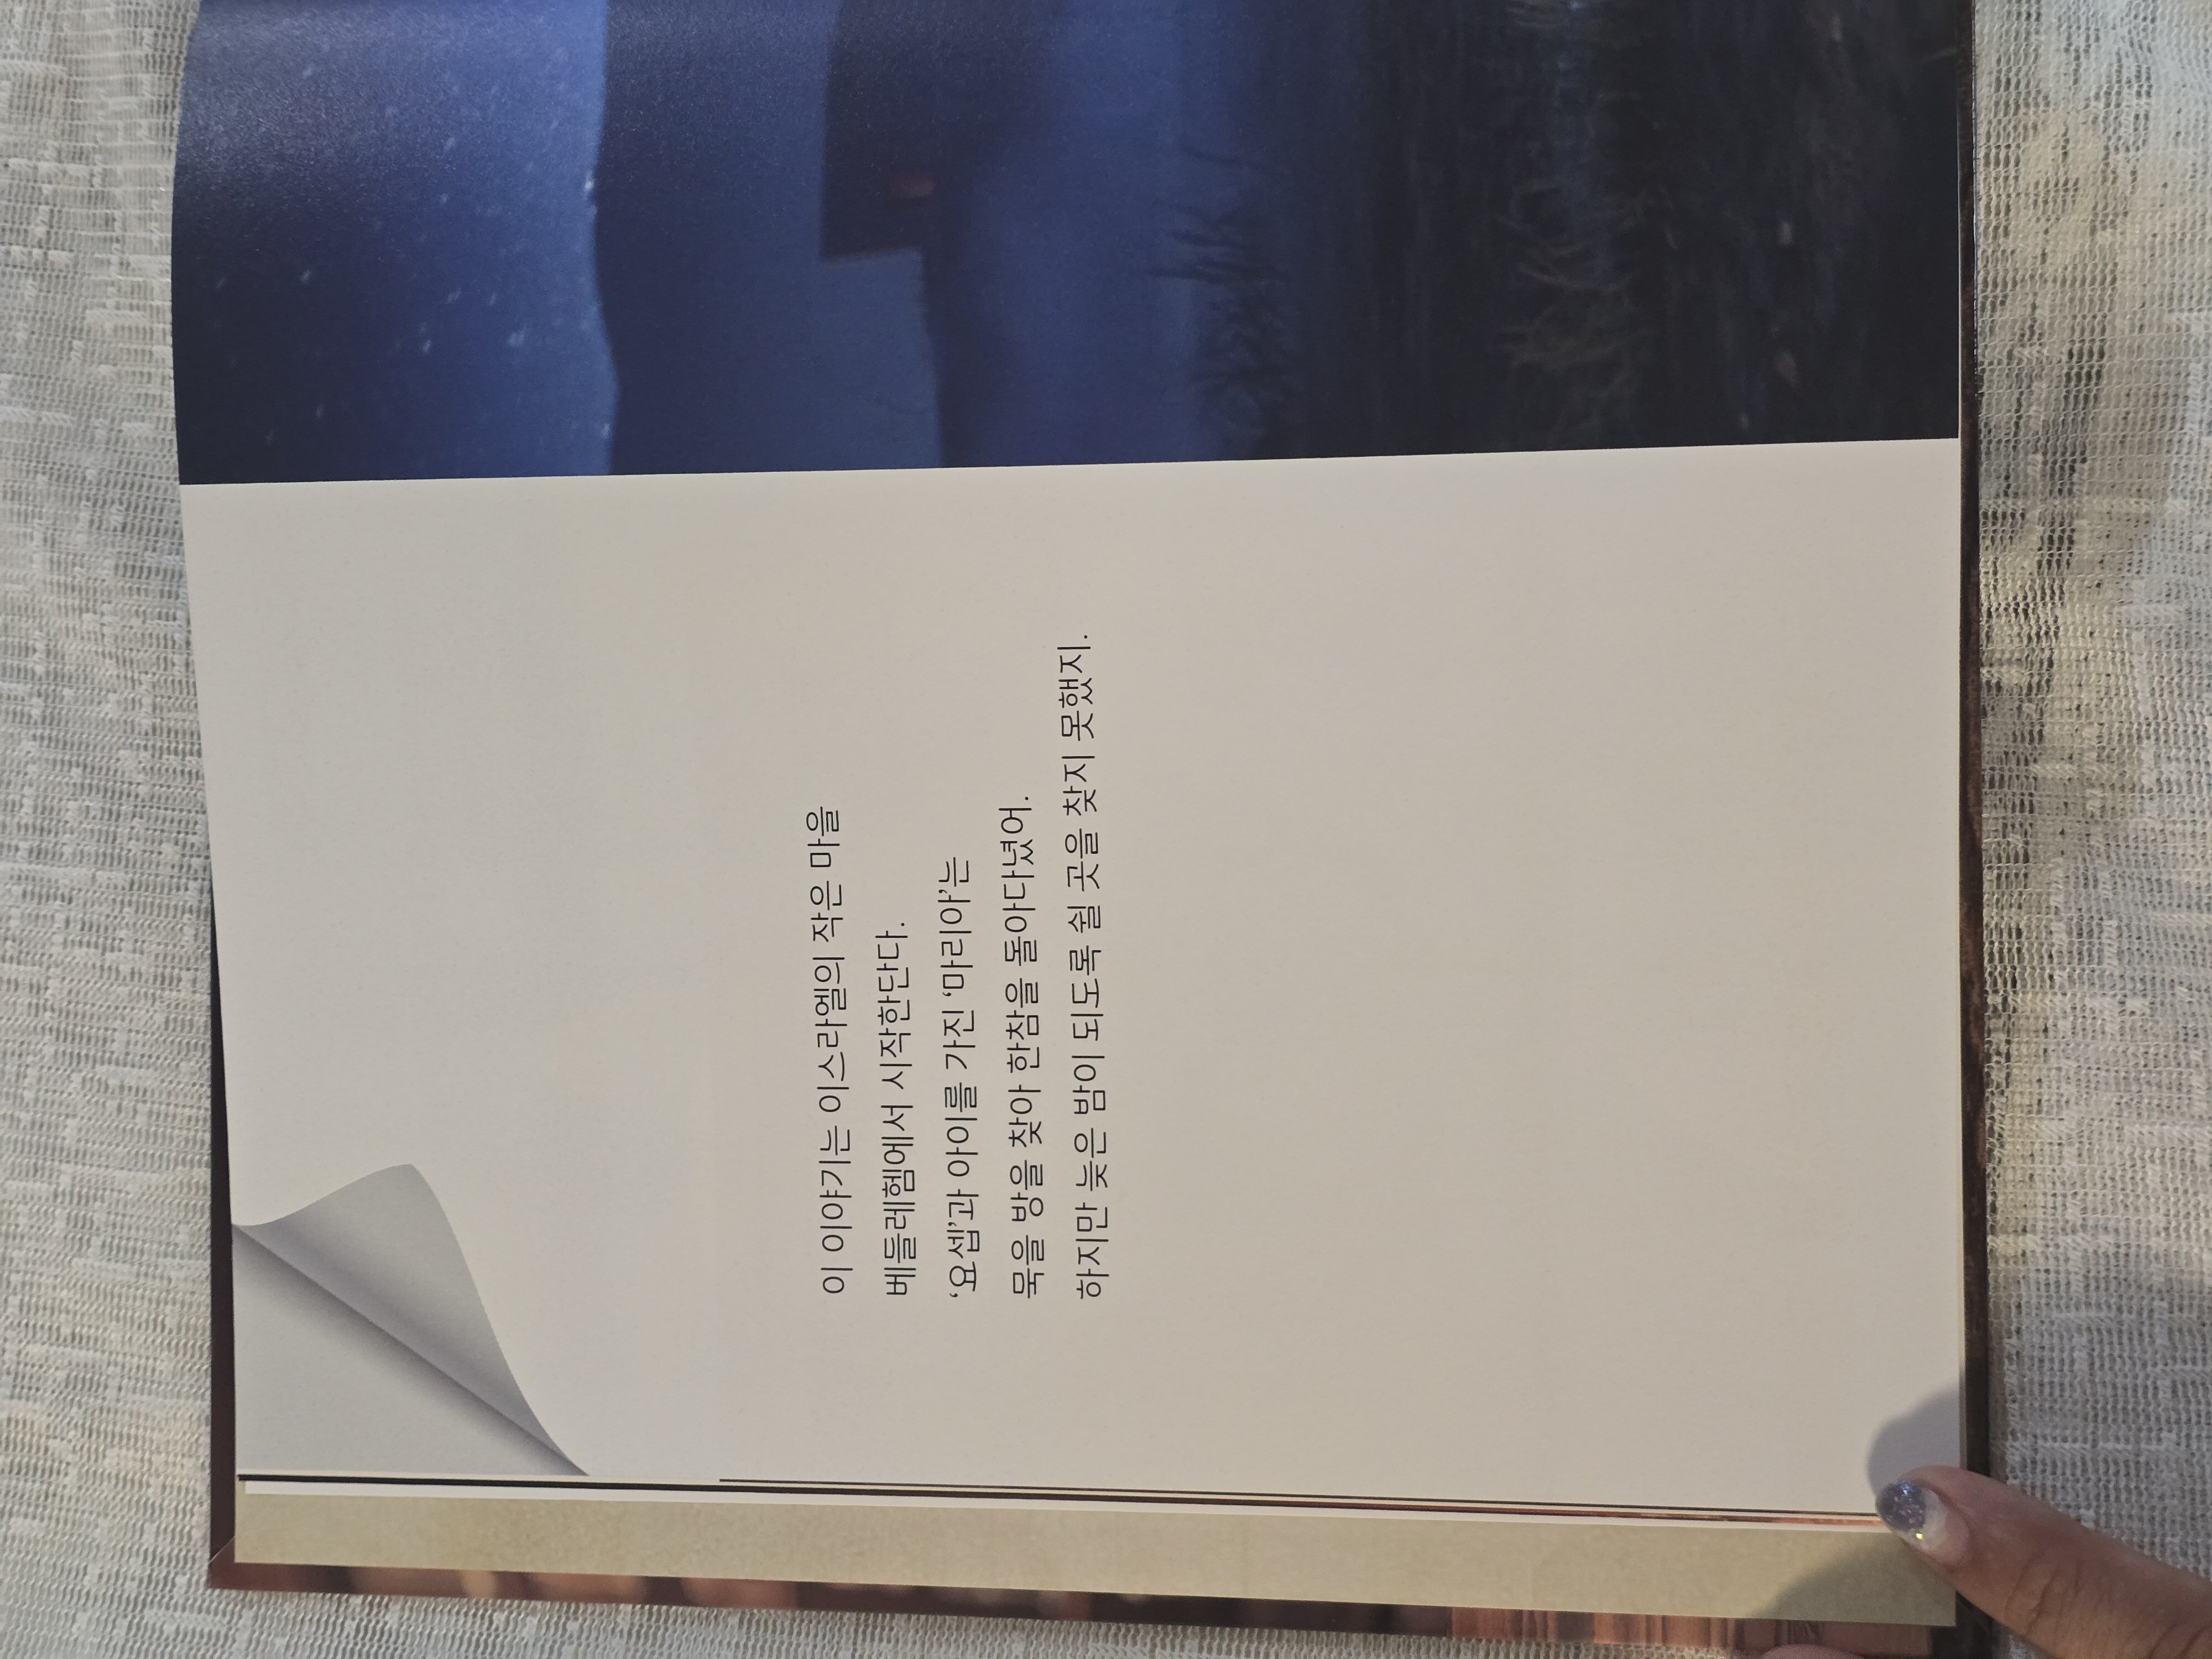 이 이야기는 이스라엘의 작은 마을
베들레헴에서 시작한단다.
‘요셉’과 아이를 가진 ‘마리아’는
묵을 방을 찾아 한참을 돌아다녔어.
하지만 늦은 밤이 되도록 쉴 곳을 찾지 못했지.